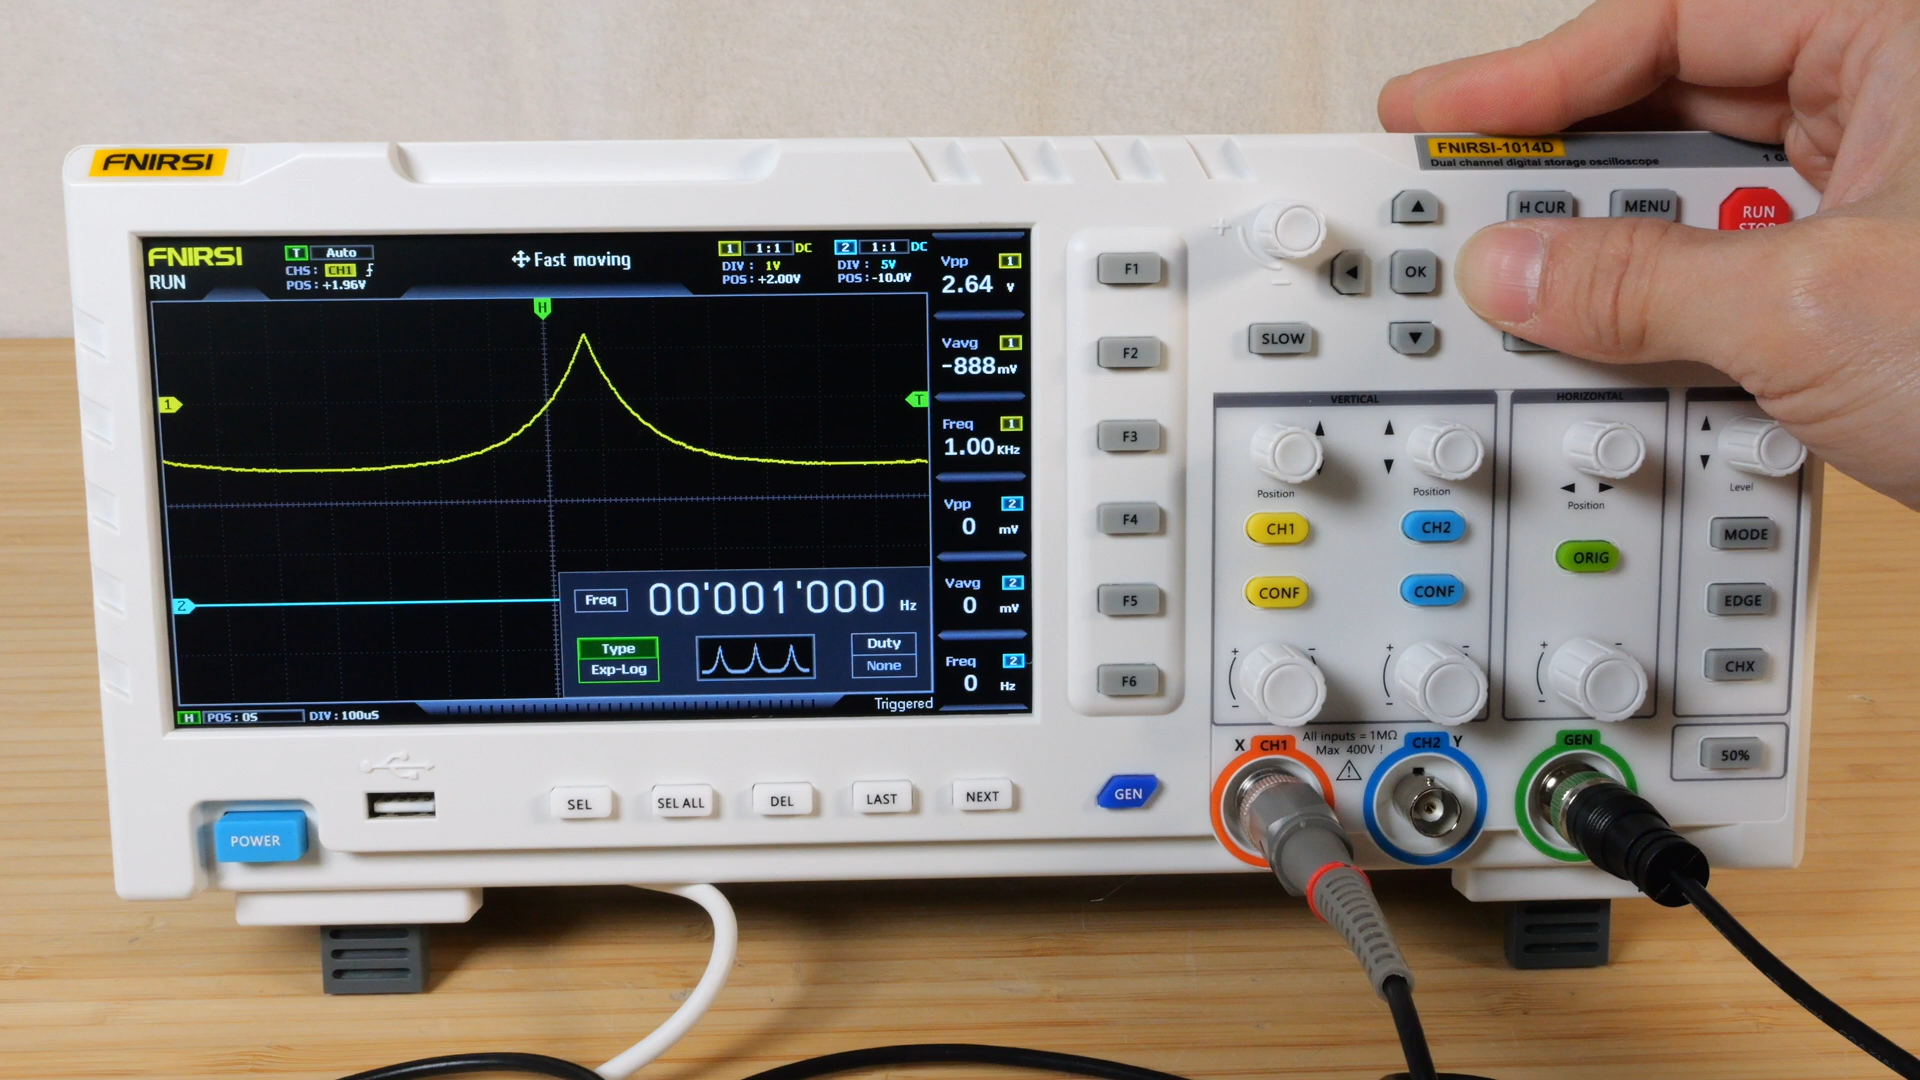 FNIRSI
FNIRSI-1014D
Dual channel digital storage oscilloscope
FNIRSI
RUN
T Auto
CHS: CH1
POS:+1.96V
Fast moving
1 1:1 DC
DIV: 1V
POS:+2.00V
2 1:1 DC
DIV: 5V
POS:-10.0V
H
1
T
2
Vpp 1
2.64 V
Vavg 1
-888mV
Freq 1
1.00KHz
Vpp 2
0 mV
Vavg 2
0 mV
Freq 2
0 Hz
Freq 00'001'000 Hz
Type
Exp-Log
Duty
None
H POS:0S DIV:100uS
Triggered
F1
F2
F3
F4
F5
F6
+
−
H CUR
MENU
RUN
OK
SLOW
VERTICAL
HORIZONTAL
Position
Position
Position
Level
CH1
CH2
ORIG
MODE
CONF
CONF
EDGE
CHX
+ −
+ −
+ −
50%
All inputs = 1MΩ
Max 400V !
X CH1
CH2 Y
GEN
POWER
SEL
SEL ALL
DEL
LAST
NEXT
GEN